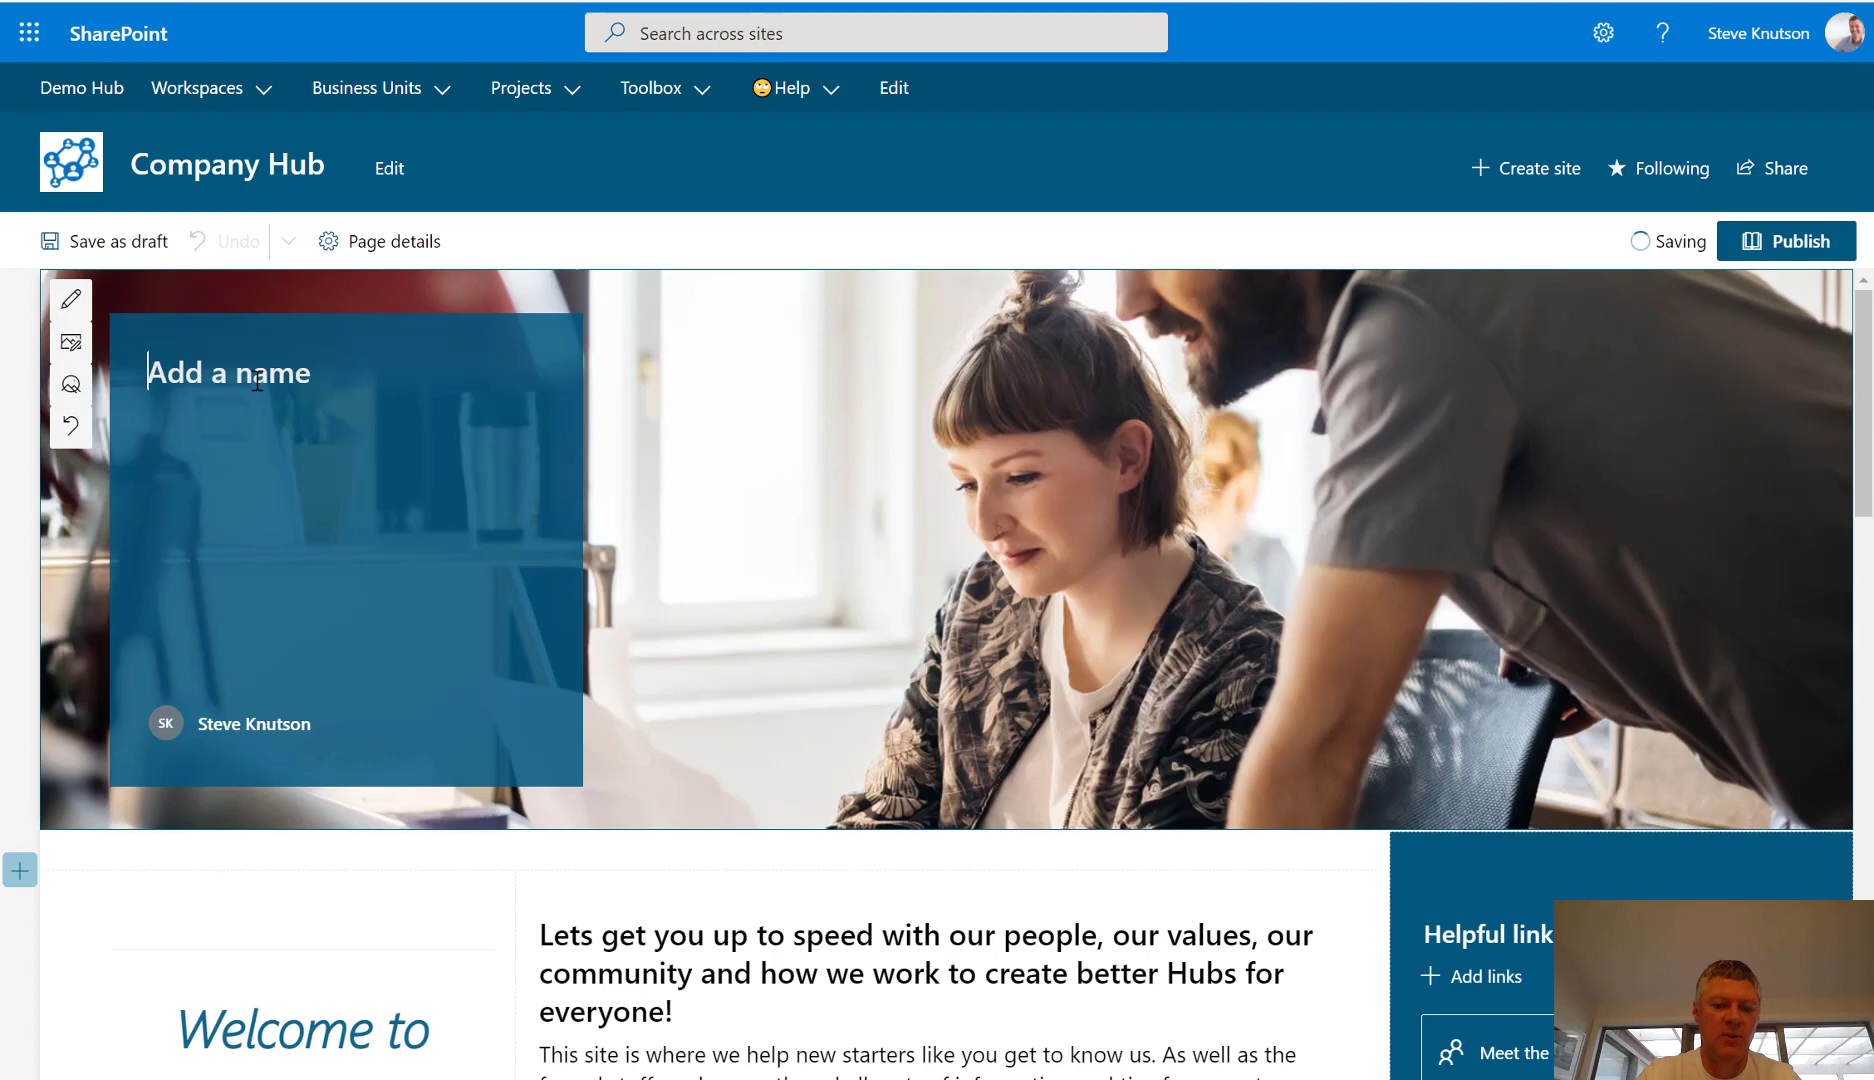 SharePoint
Search across sites
Steve Knutson
Demo Hub
Workspaces
Business Units
Projects
Toolbox
Help
Edit
Company Hub
Edit
Create site
Following
Share
Save as draft
Undo
Page details
Saving
Publish
Add a name
SK
Steve Knutson
Welcome to
Lets get you up to speed with our people, our values, our
community and how we work to create better Hubs for
everyone!
This site is where we help new starters like you get to know us. As well as the
Helpful link
Add links
Meet the